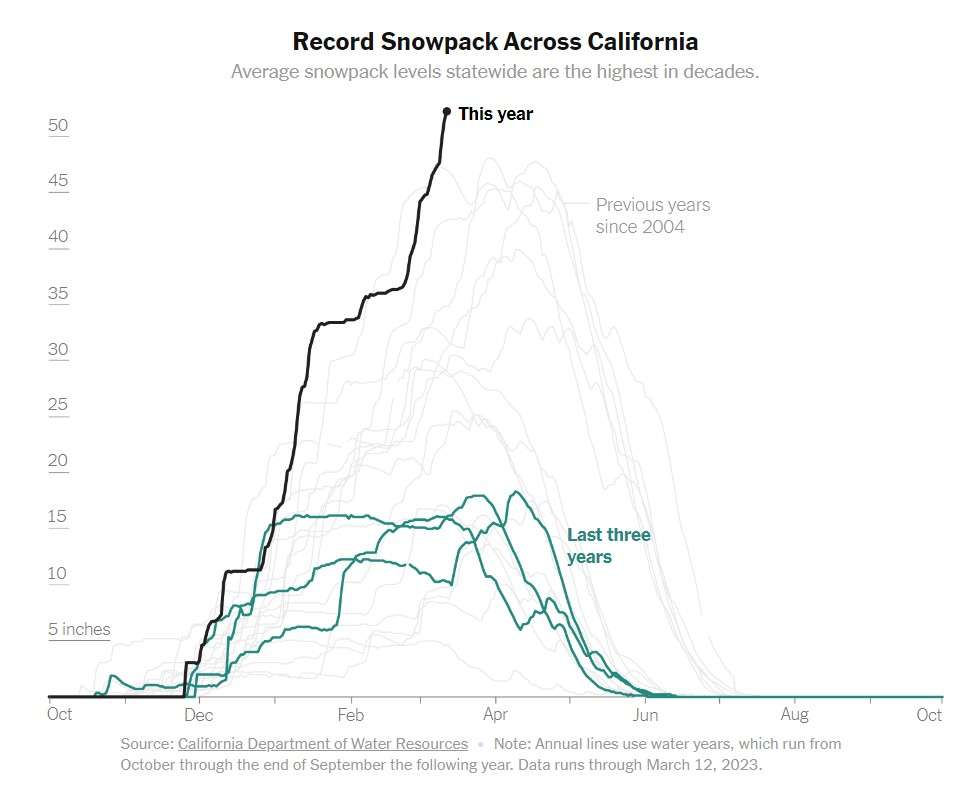 Record Snowpack Across California
Average snowpack levels statewide are the highest in decades.
50
This year
45
Previous years
since 2004
40
35
30
25
20
15
Last three
years
10
5 inches
Oct
Dec
Feb
Apr
Jun
Aug
Oct
Source: California Department of Water Resources • Note: Annual lines use water years, which run from
October through the end of September the following year. Data runs through March 12, 2023.